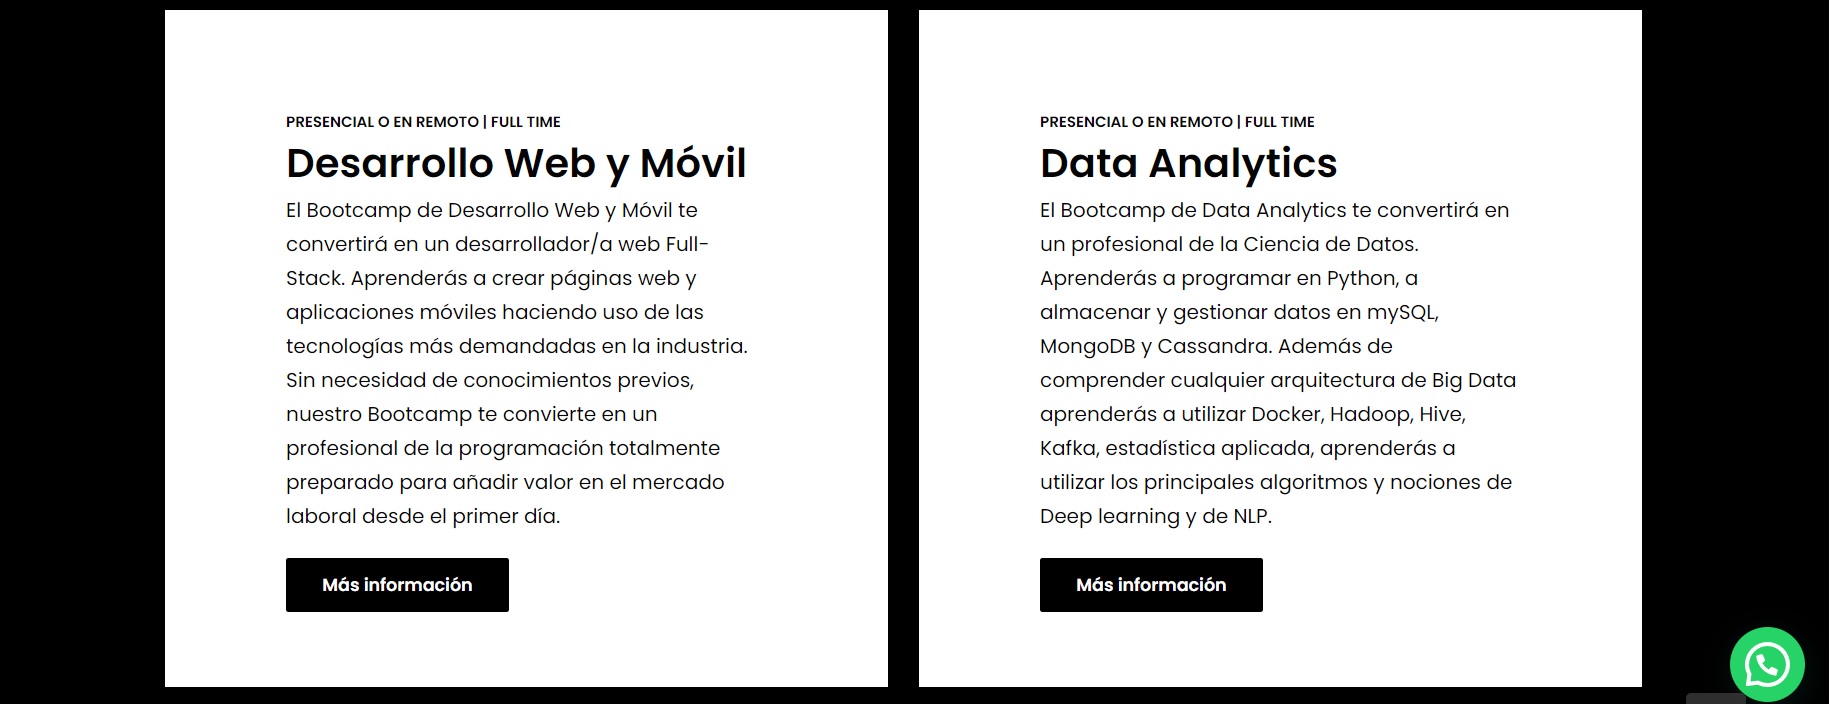 PRESENCIAL O EN REMOTO | FULL TIME
Desarrollo Web y Móvil
El Bootcamp de Desarrollo Web y Móvil te
convertirá en un desarrollador/a web Full-
Stack. Aprenderás a crear páginas web y
aplicaciones móviles haciendo uso de las
tecnologías más demandadas en la industria.
Sin necesidad de conocimientos previos,
nuestro Bootcamp te convierte en un
profesional de la programación totalmente
preparado para añadir valor en el mercado
laboral desde el primer día.
Más información
PRESENCIAL O EN REMOTO | FULL TIME
Data Analytics
El Bootcamp de Data Analytics te convertirá en
un profesional de la Ciencia de Datos.
Aprenderás a programar en Python, a
almacenar y gestionar datos en mySQL,
MongoDB y Cassandra. Además de
comprender cualquier arquitectura de Big Data
aprenderás a utilizar Docker, Hadoop, Hive,
Kafka, estadística aplicada, aprenderás a
utilizar los principales algoritmos y nociones de
Deep learning y de NLP.
Más información